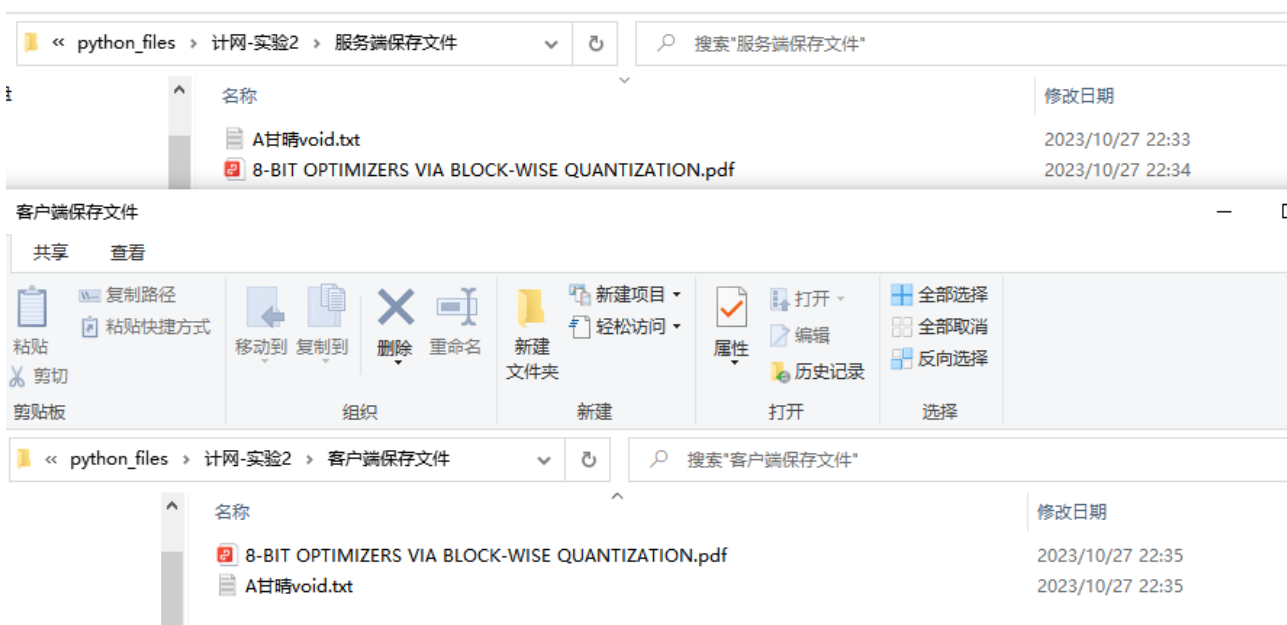 « python_files › 计网-实验2 › 服务端保存文件 搜索"服务端保存文件"
名称 修改日期
A甘晴void.txt 2023/10/27 22:33
8-BIT OPTIMIZERS VIA BLOCK-WISE QUANTIZATION.pdf 2023/10/27 22:34
客户端保存文件
共享 查看
复制路径 新建项目 打开 全部选择
粘贴快捷方式 轻松访问 编辑 全部取消
粘贴 移动到 复制到 删除 重命名 新建 属性 反向选择
剪切 文件夹 历史记录
剪贴板 组织 新建 打开 选择
« python_files › 计网-实验2 › 客户端保存文件 搜索"客户端保存文件"
名称 修改日期
8-BIT OPTIMIZERS VIA BLOCK-WISE QUANTIZATION.pdf 2023/10/27 22:35
A甘晴void.txt 2023/10/27 22:35